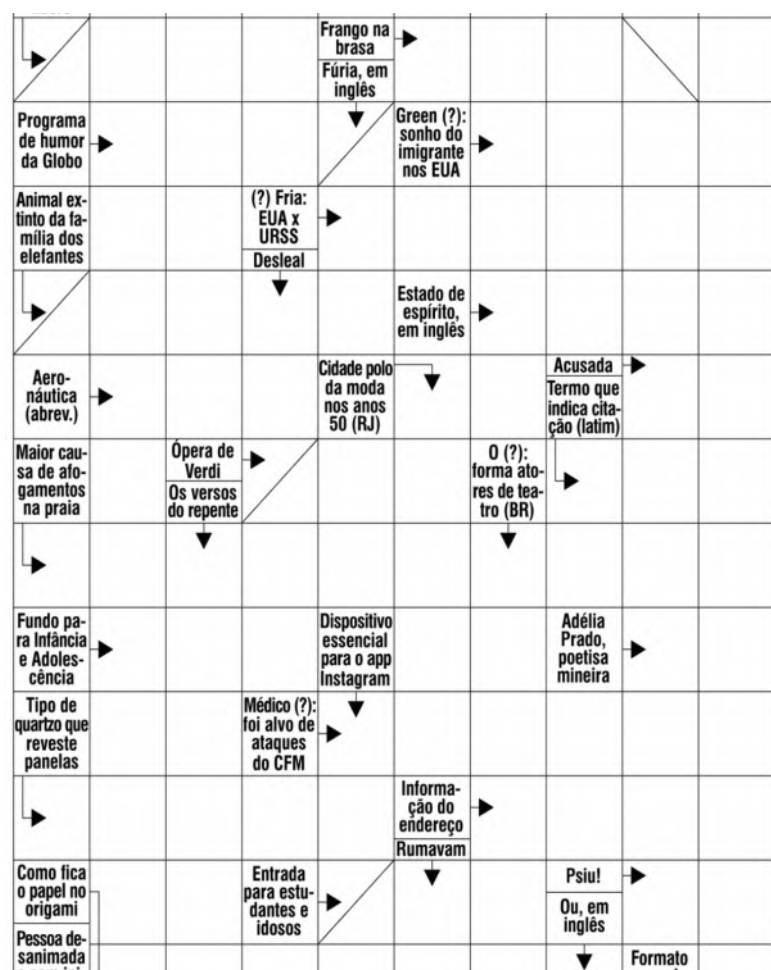 Frango na
brasa
Fúria, em
inglês
Programa
de humor
da Globo
Green (?):
sonho do
imigrante
nos EUA
Animal ex-
tinto da fa-
mília dos
elefantes
(?) Fria:
EUA x
URSS
Desleal
Estado de
espírito,
em inglês
Aero-
náutica
(abrev.)
Cidade polo
da moda
nos anos
50 (RJ)
Acusada
Termo que
indica cita-
ção (latim)
Maior cau-
sa de afo-
gamentos
na praia
Ópera de
Verdi
Os versos
do repente
O (?):
forma ato-
res de tea-
tro (BR)
Fundo pa-
ra Infância
e Adoles-
cência
Dispositivo
essencial
para o app
Instagram
Adélia
Prado,
poetisa
mineira
Tipo de
quartzo que
reveste
panelas
Médico (?):
foi alvo de
ataques
do CFM
Informa-
ção do
endereço
Rumavam
Como fica
o papel no
origami
Entrada
para estu-
dantes e
idosos
Psiu!
Ou, em
inglês
Pessoa de-
sanimada
Formato